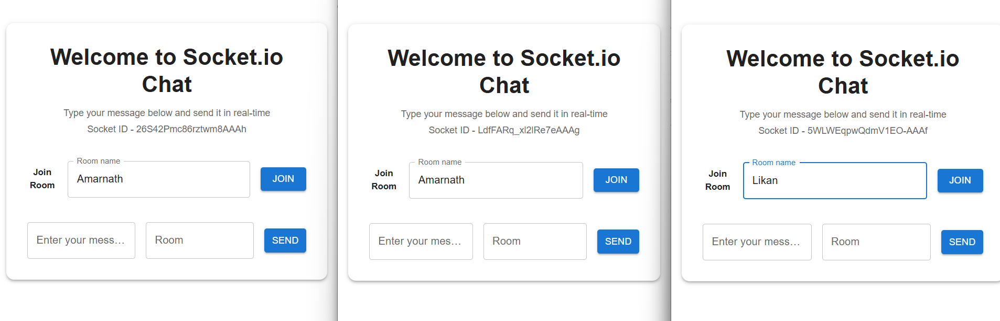 Welcome to Socket.io
Chat
Type your message below and send it in real-time
Socket ID - 26S42Pmc86rztwm8AAAh
Room name
Join
Room
Amarnath
JOIN
Enter your mess…
Room
SEND
Welcome to Socket.io
Chat
Type your message below and send it in real-time
Socket ID - LdfFARq_xl2lRe7eAAAg
Room name
Join
Room
Amarnath
JOIN
Enter your mes…
Room
SEND
Welcome to Socket.io
Chat
Type your message below and send it in real-time
Socket ID - 5WLWEqpwQdmV1EO-AAAf
Room name
Join
Room
Likan
JOIN
Enter your mess…
Room
SEND